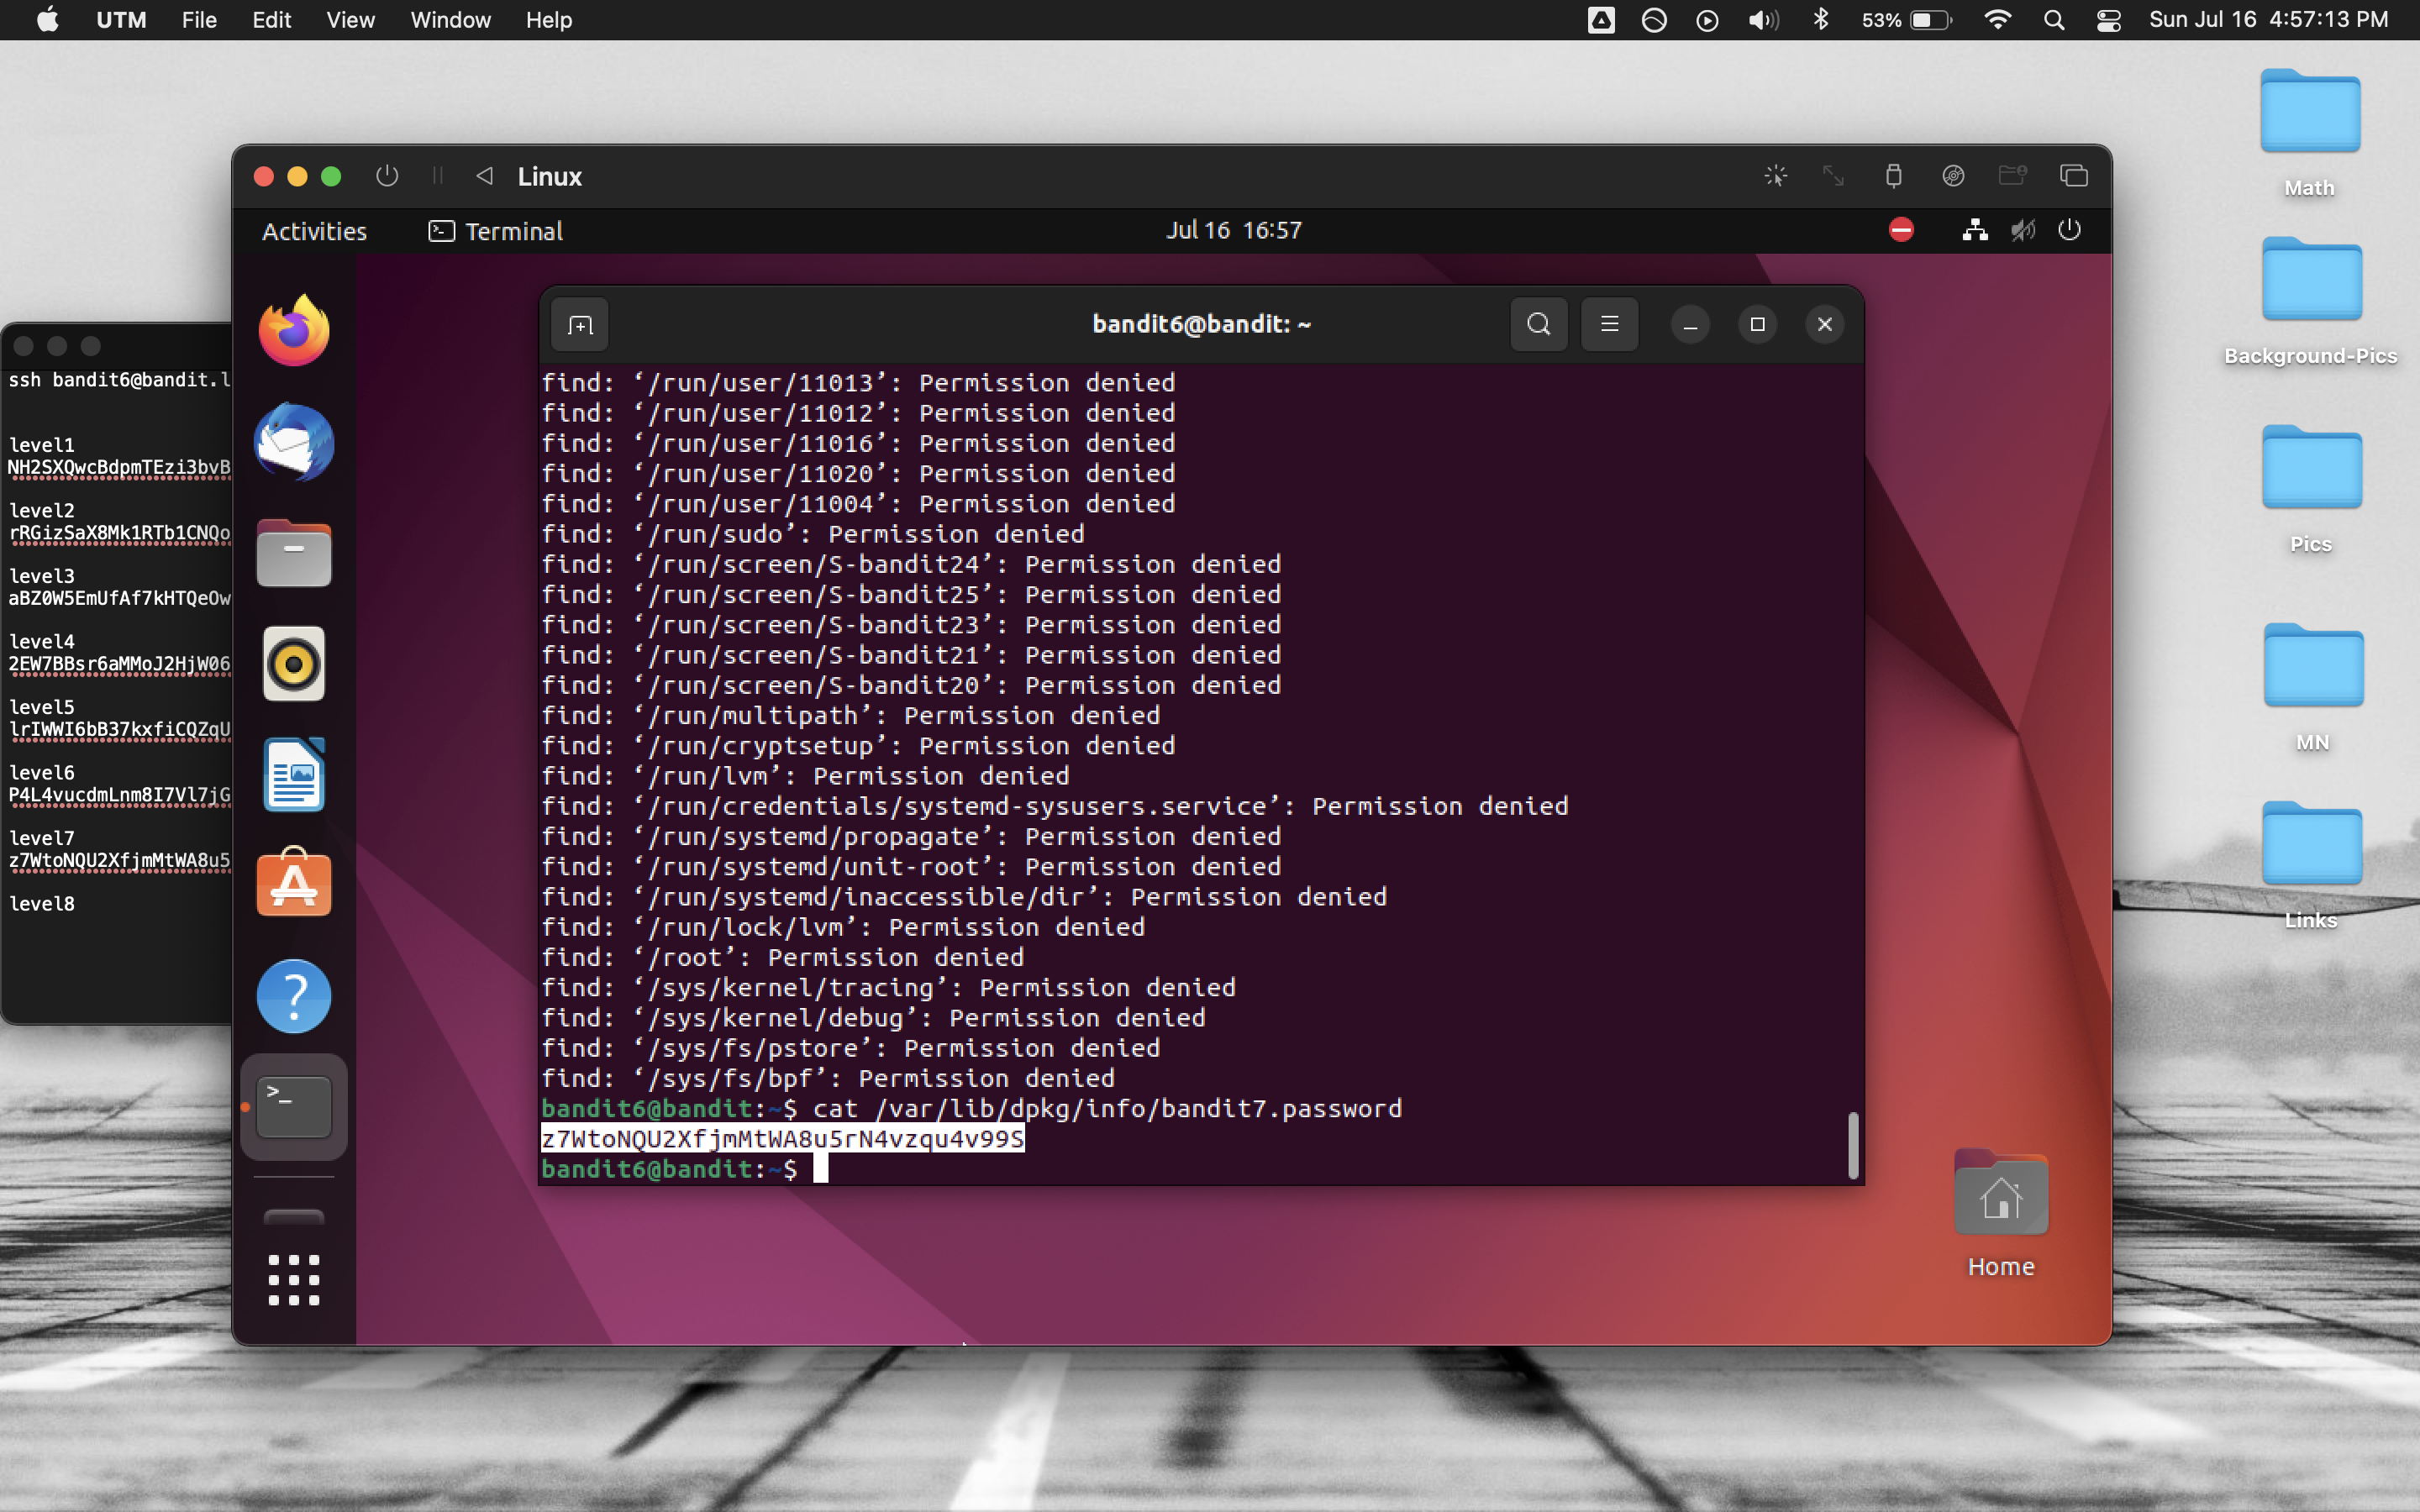 UTM File Edit View Window Help 53% Sun Jul 16 4:57:13 PM
Math
Background-Pics
Pics
MN
Links
Linux
Activities Terminal Jul 16 16:57
ssh bandit6@bandit.l
level1
NH2SXQwcBdpmTEzi3bvB
level2
rRGizSaX8Mk1RTb1CNQo
level3
aBZ0W5EmUfAf7kHTQeOw
level4
2EW7BBsr6aMMoJ2HjW06
level5
lrIWWI6bB37kxfiCQZqU
level6
P4L4vucdmLnm8I7Vl7jG
level7
z7WtoNQU2XfjmMtWA8u5
level8
bandit6@bandit: ~
find: ‘/run/user/11013’: Permission denied
find: ‘/run/user/11012’: Permission denied
find: ‘/run/user/11016’: Permission denied
find: ‘/run/user/11020’: Permission denied
find: ‘/run/user/11004’: Permission denied
find: ‘/run/sudo’: Permission denied
find: ‘/run/screen/S-bandit24’: Permission denied
find: ‘/run/screen/S-bandit25’: Permission denied
find: ‘/run/screen/S-bandit23’: Permission denied
find: ‘/run/screen/S-bandit21’: Permission denied
find: ‘/run/screen/S-bandit20’: Permission denied
find: ‘/run/multipath’: Permission denied
find: ‘/run/cryptsetup’: Permission denied
find: ‘/run/lvm’: Permission denied
find: ‘/run/credentials/systemd-sysusers.service’: Permission denied
find: ‘/run/systemd/propagate’: Permission denied
find: ‘/run/systemd/unit-root’: Permission denied
find: ‘/run/systemd/inaccessible/dir’: Permission denied
find: ‘/run/lock/lvm’: Permission denied
find: ‘/root’: Permission denied
find: ‘/sys/kernel/tracing’: Permission denied
find: ‘/sys/kernel/debug’: Permission denied
find: ‘/sys/fs/pstore’: Permission denied
find: ‘/sys/fs/bpf’: Permission denied
bandit6@bandit:~$ cat /var/lib/dpkg/info/bandit7.password
z7WtoNQU2XfjmMtWA8u5rN4vzqu4v99S
bandit6@bandit:~$
Home